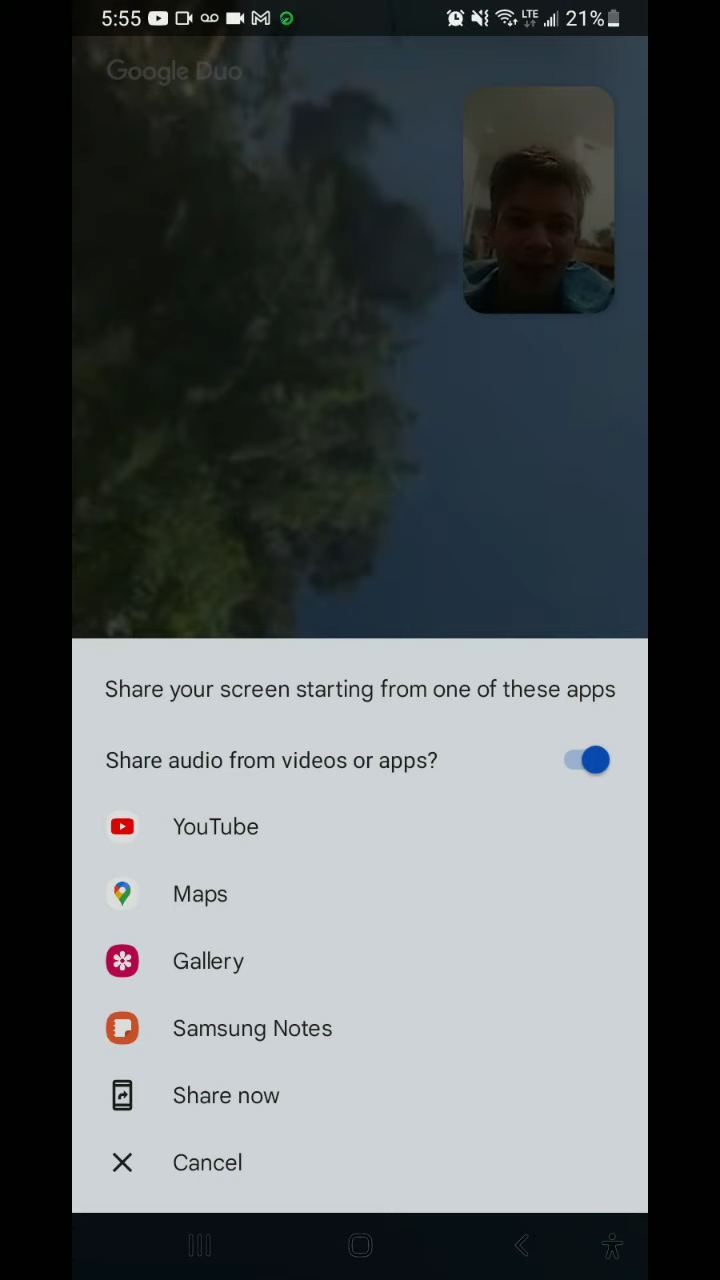 5:55
LTE
21%
Google Duo
Share your screen starting from one of these apps
Share audio from videos or apps?
YouTube
Maps
Gallery
Samsung Notes
Share now
Cancel